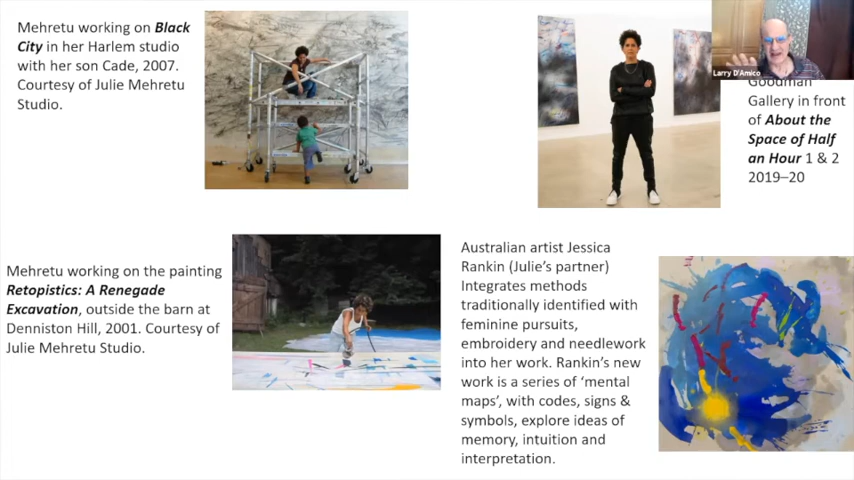 Mehretu working on Black
City in her Harlem studio
with her son Cade, 2007.
Courtesy of Julie Mehretu
Studio.
Larry D'Amico
Goodman
Gallery in front
of About the
Space of Half
an Hour 1 & 2
2019–20
Mehretu working on the painting
Retopistics: A Renegade
Excavation, outside the barn at
Denniston Hill, 2001. Courtesy of
Julie Mehretu Studio.
Australian artist Jessica
Rankin (Julie's partner)
Integrates methods
traditionally identified with
feminine pursuits,
embroidery and needlework
into her work. Rankin's new
work is a series of 'mental
maps', with codes, signs &
symbols, explore ideas of
memory, intuition and
interpretation.